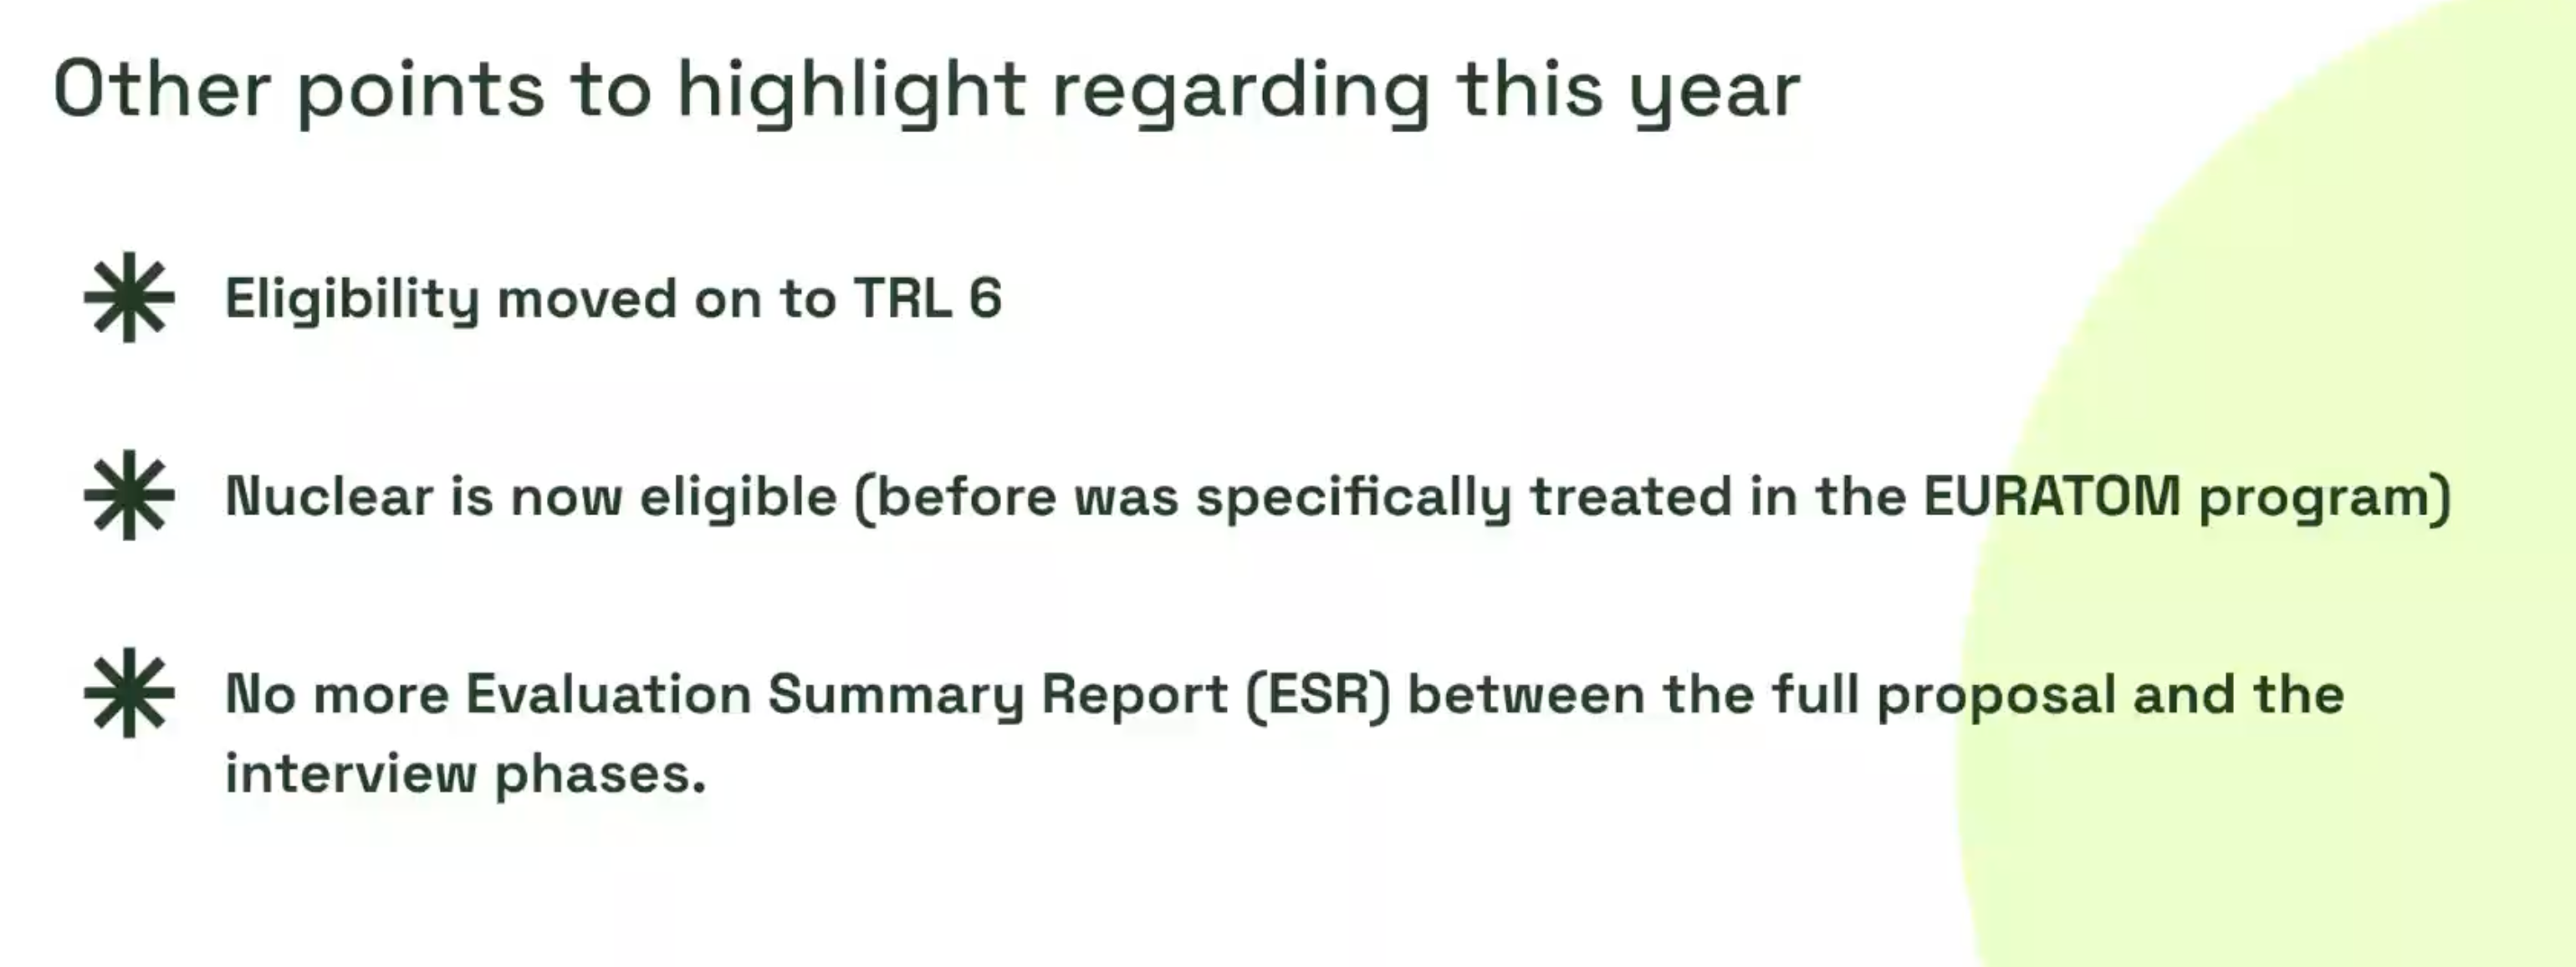 Other points to highlight regarding this year
Eligibility moved on to TRL 6
Nuclear is now eligible (before was specifically treated in the EURATOM program)
No more Evaluation Summary Report (ESR) between the full proposal and the
interview phases.